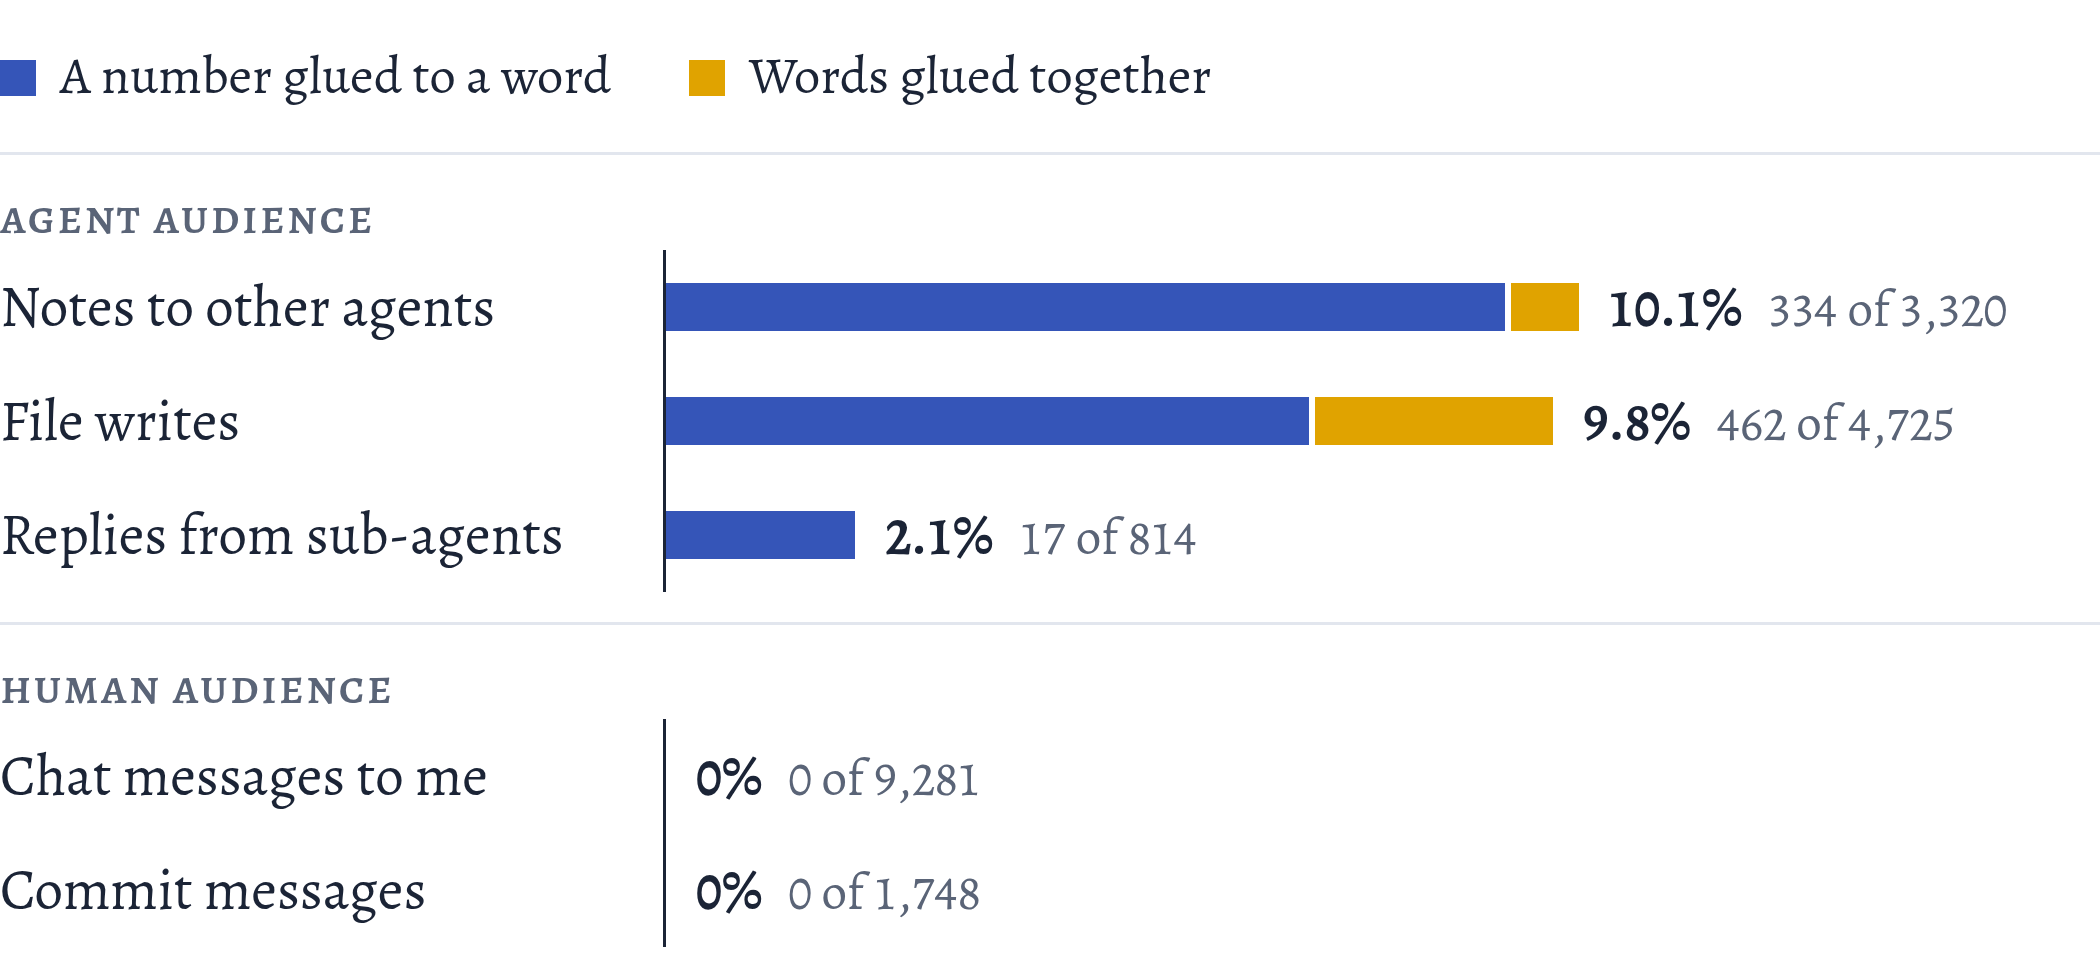 A number glued to a word Words glued together
AGENT AUDIENCE
Notes to other agents 10.1% 334 of 3,320
File writes 9.8% 462 of 4,725
Replies from sub-agents 2.1% 17 of 814
HUMAN AUDIENCE
Chat messages to me 0% 0 of 9,281
Commit messages 0% 0 of 1,748